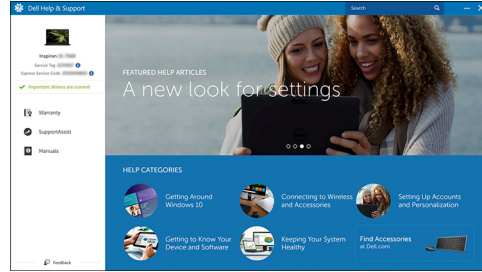 Dell Help & Support
Search
Inspiron
Service Tag
Express Service Code
Important drivers are current
Warranty
SupportAssist
Manuals
Feedback
FEATURED HELP ARTICLES
A new look for settings
HELP CATEGORIES
Getting Around
Windows 10
Connecting to Wireless
and Accessories
Setting Up Accounts
and Personalization
Getting to Know Your
Device and Software
Keeping Your System
Healthy
Find Accessories
at Dell.com